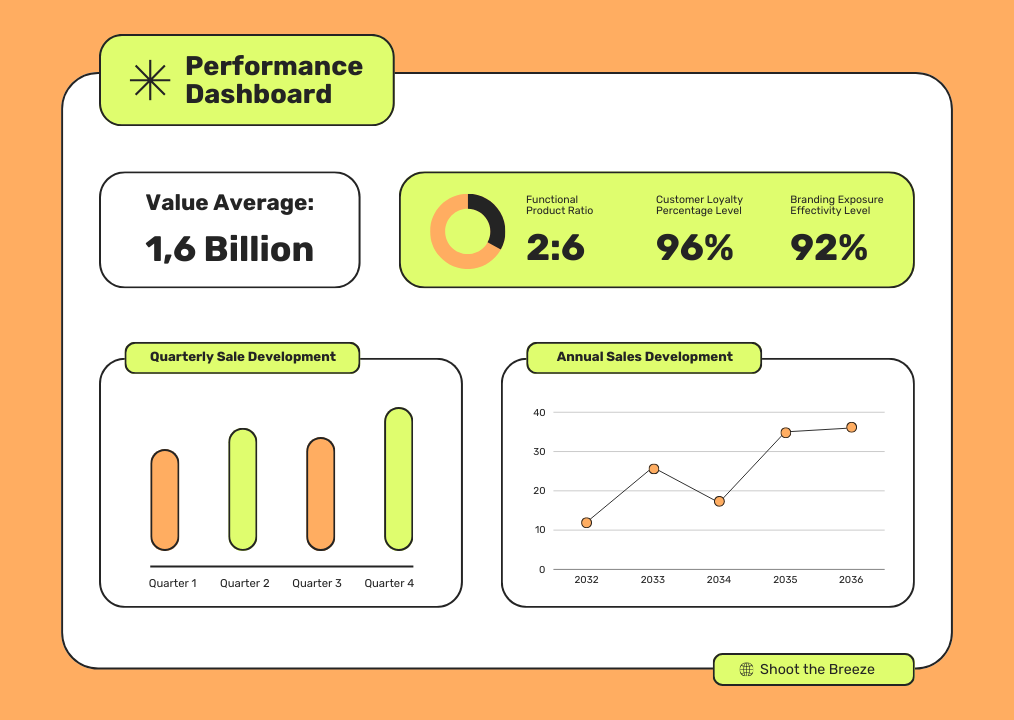 Performance
Dashboard
Value Average:
1,6 Billion
Functional
Product Ratio
2:6
Customer Loyalty
Percentage Level
96%
Branding Exposure
Effectivity Level
92%
Quarterly Sale Development
Quarter 1 Quarter 2 Quarter 3 Quarter 4
Annual Sales Development
40
30
20
10
0
2032 2033 2034 2035 2036
Shoot the Breeze